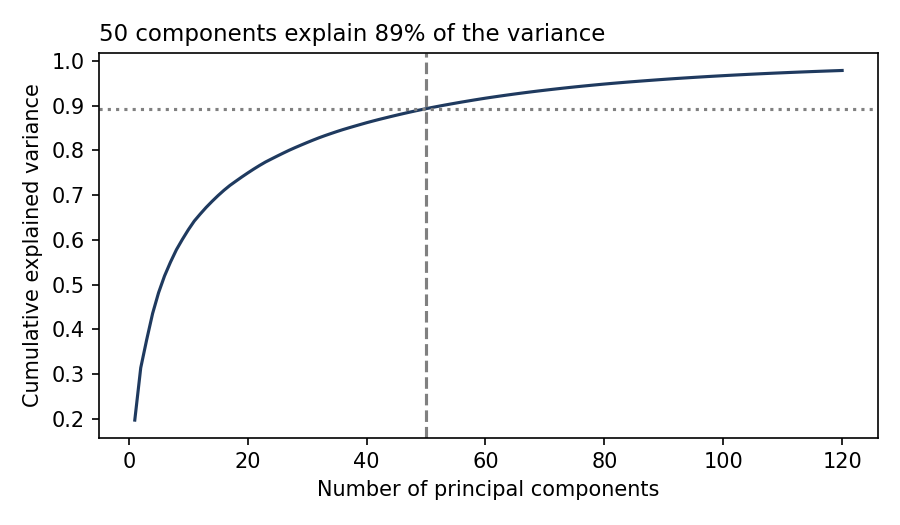 50 components explain 89% of the variance
1.0
0.9
0.8
0.7
0.6
0.5
0.4
0.3
0.2
Cumulative explained variance
0 20 40 60 80 100 120
Number of principal components